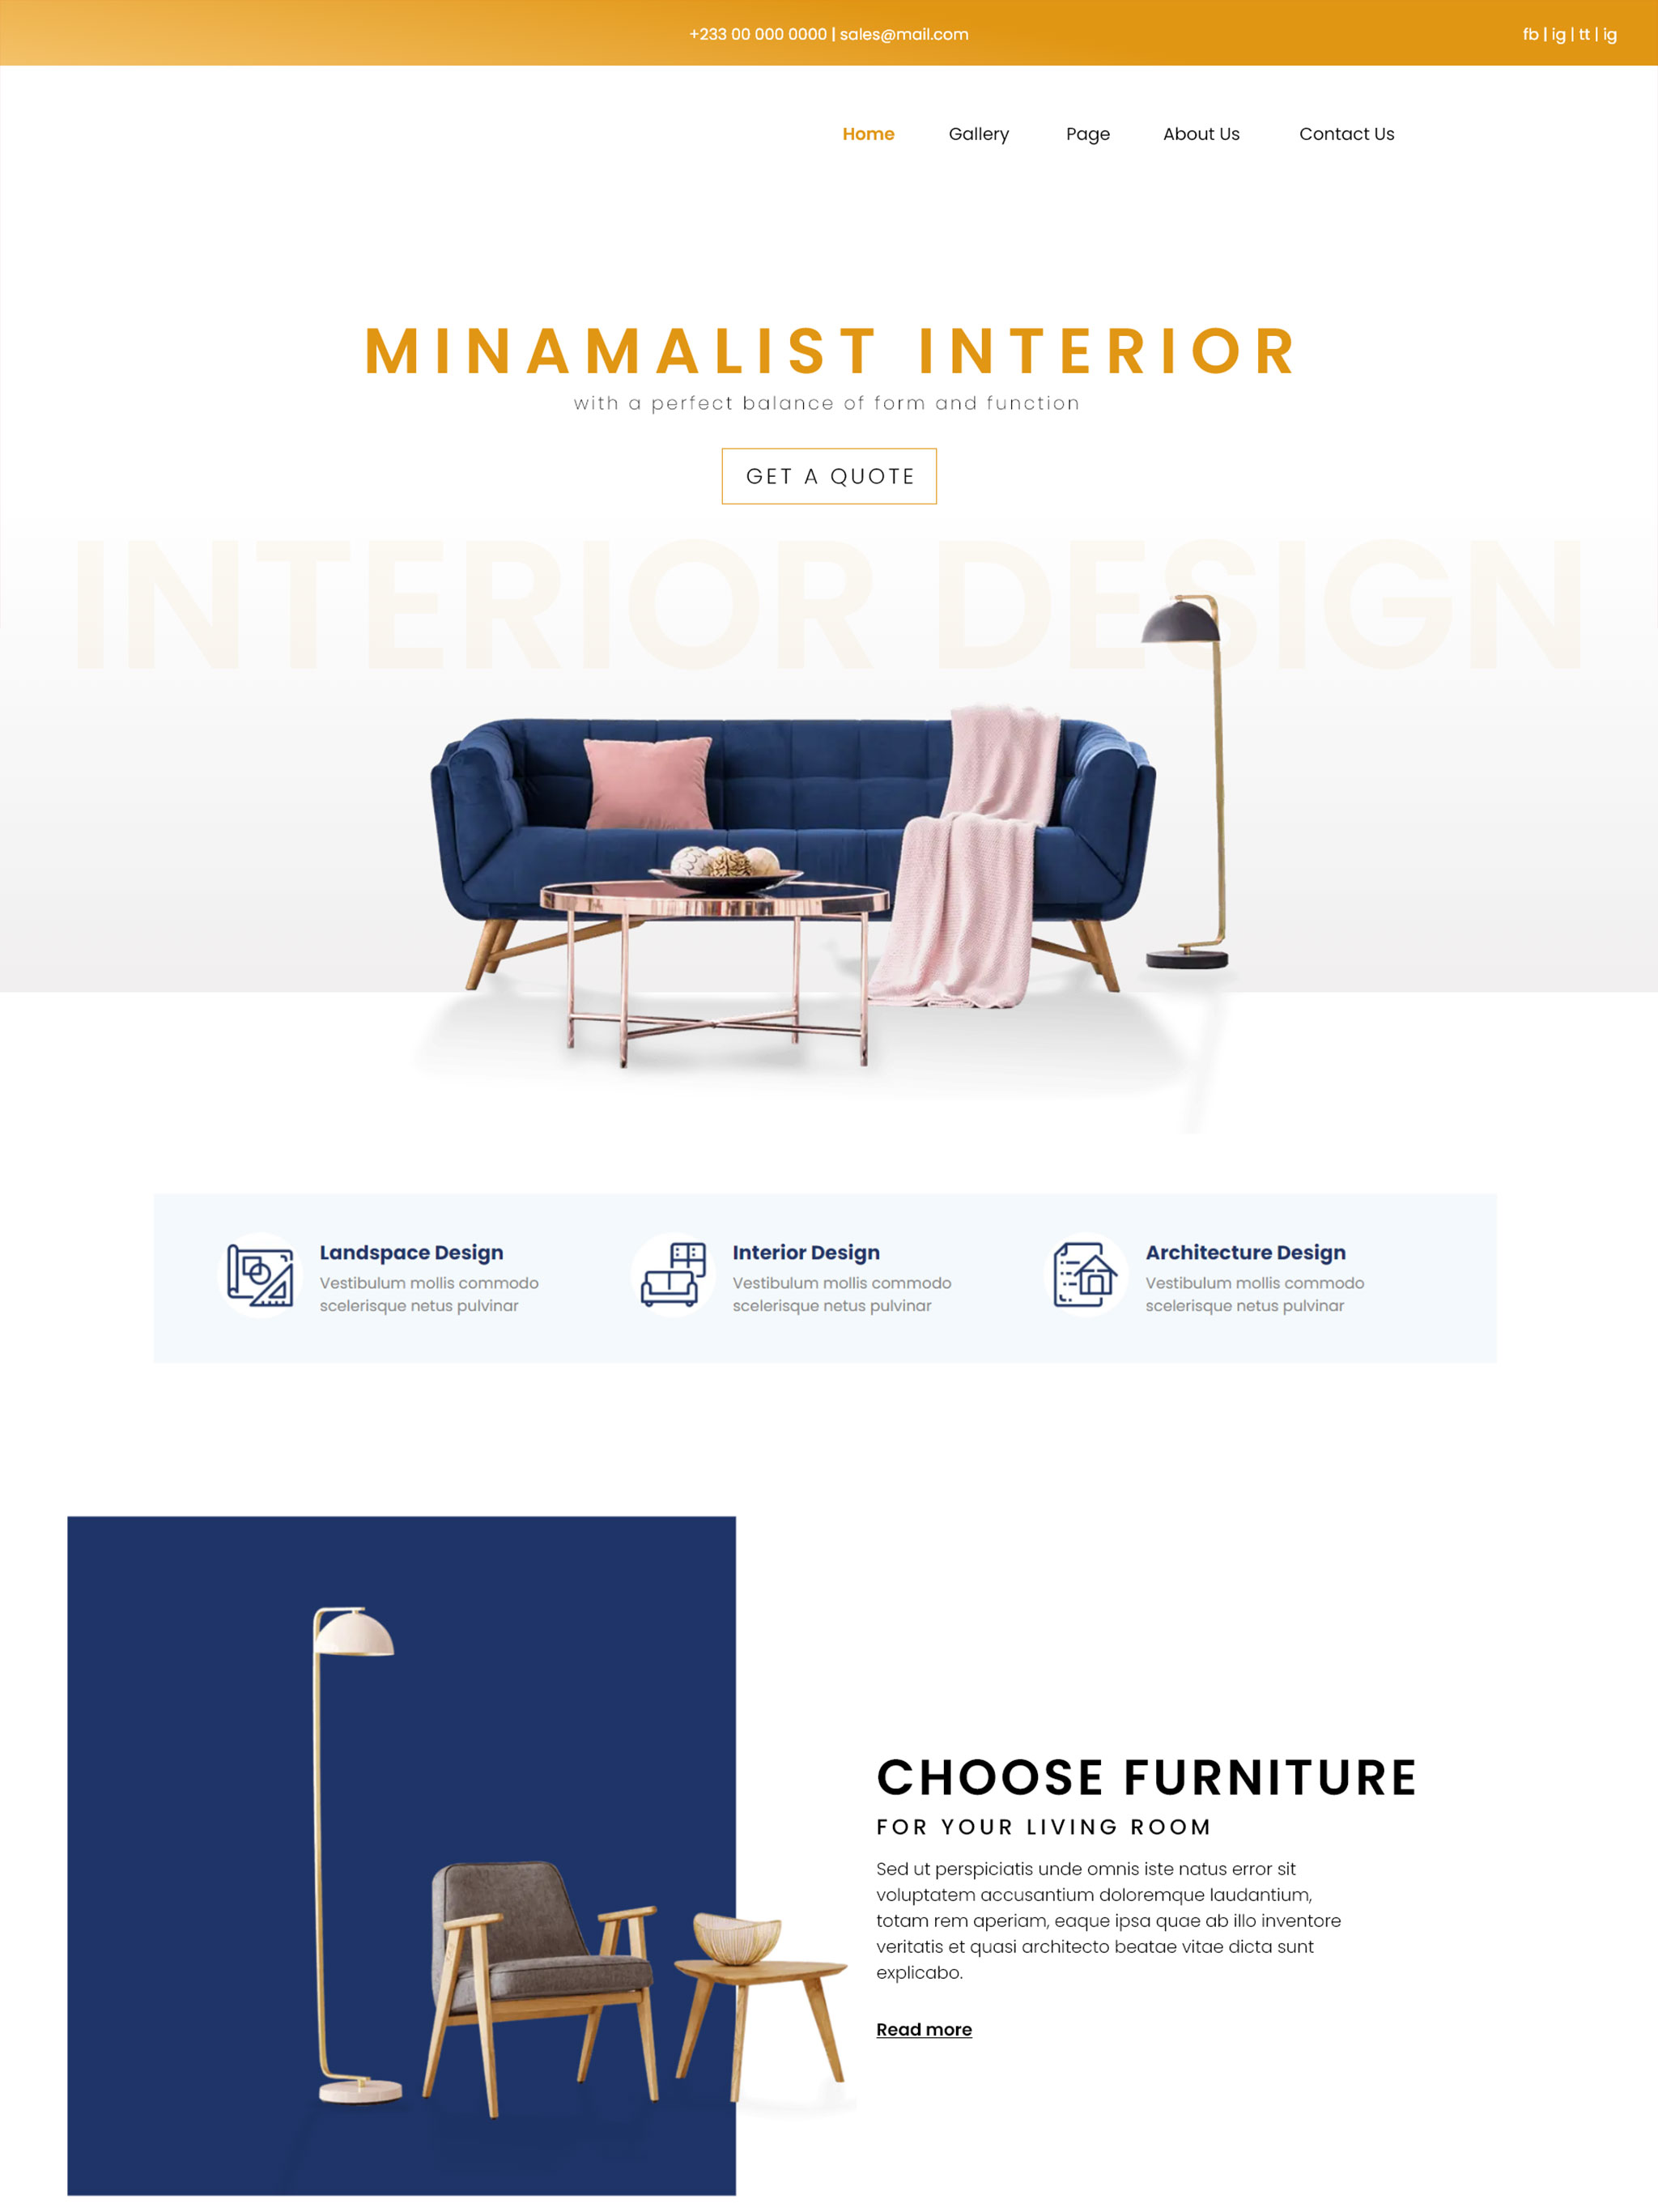 +233 00 000 0000 | sales@mail.com
fb | ig | tt | ig
Home Gallery Page About Us Contact Us
MINAMALIST INTERIOR
with a perfect balance of form and function
GET A QUOTE
INTERIOR DESIGN
Landspace Design
Vestibulum mollis commodo
scelerisque netus pulvinar
Interior Design
Vestibulum mollis commodo
scelerisque netus pulvinar
Architecture Design
Vestibulum mollis commodo
scelerisque netus pulvinar
CHOOSE FURNITURE
FOR YOUR LIVING ROOM
Sed ut perspiciatis unde omnis iste natus error sit
voluptatem accusantium doloremque laudantium,
totam rem aperiam, eaque ipsa quae ab illo inventore
veritatis et quasi architecto beatae vitae dicta sunt
explicabo.
Read more